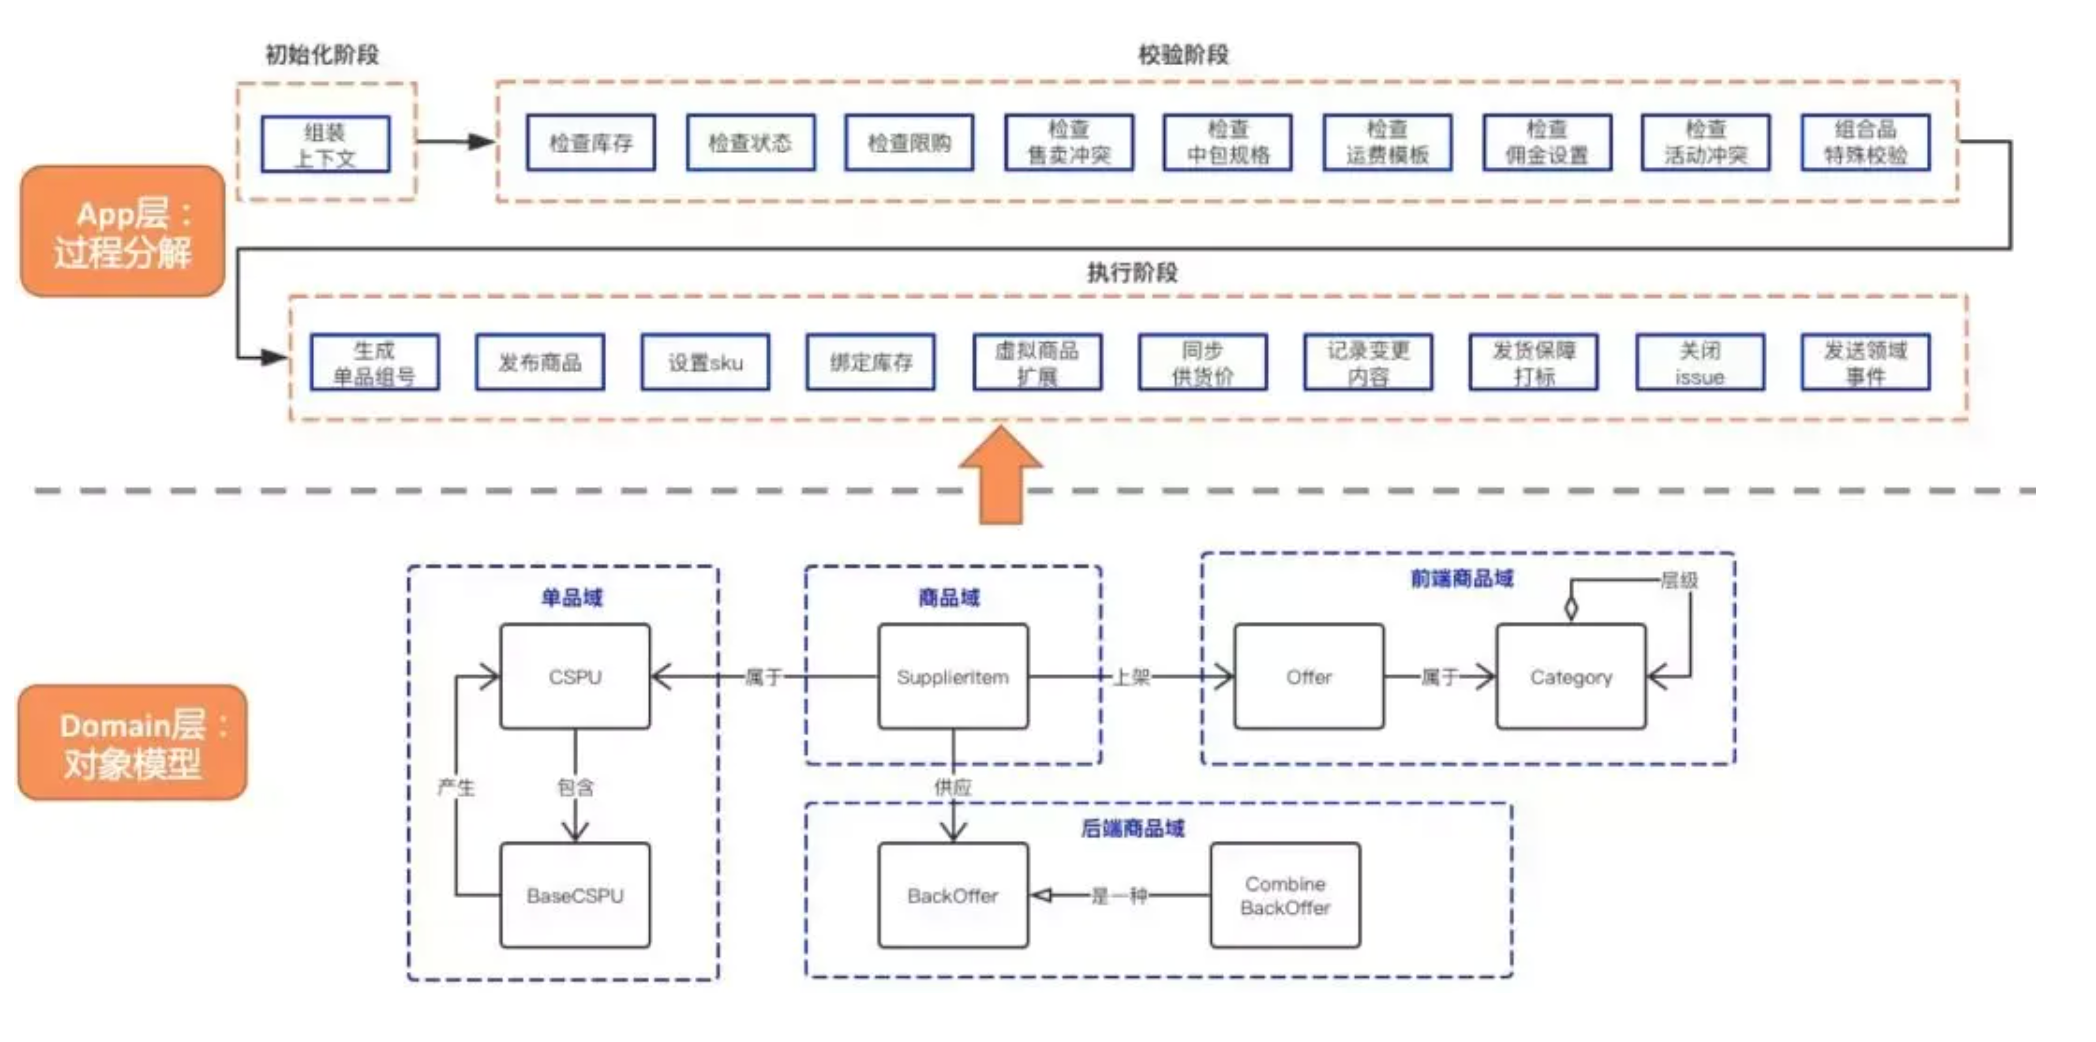 初始化阶段
校验阶段
组装
上下文
检查库存
检查状态
检查限购
检查
售卖冲突
检查
中包规格
检查
运费模板
检查
佣金设置
检查
活动冲突
组合品
特殊校验
App层：
过程分解
执行阶段
生成
单品组号
发布商品
设置sku
绑定库存
虚拟商品
扩展
同步
供货价
记录变更
内容
发货保障
打标
关闭
issue
发送领域
事件
单品域
商品域
前端商品域
层级
CSPU
属于
SupplierItem
上架
Offer
属于
Category
Domain层：
对象模型
产生
包含
供应
后端商品域
BaseCSPU
BackOffer
是一种
Combine
BackOffer